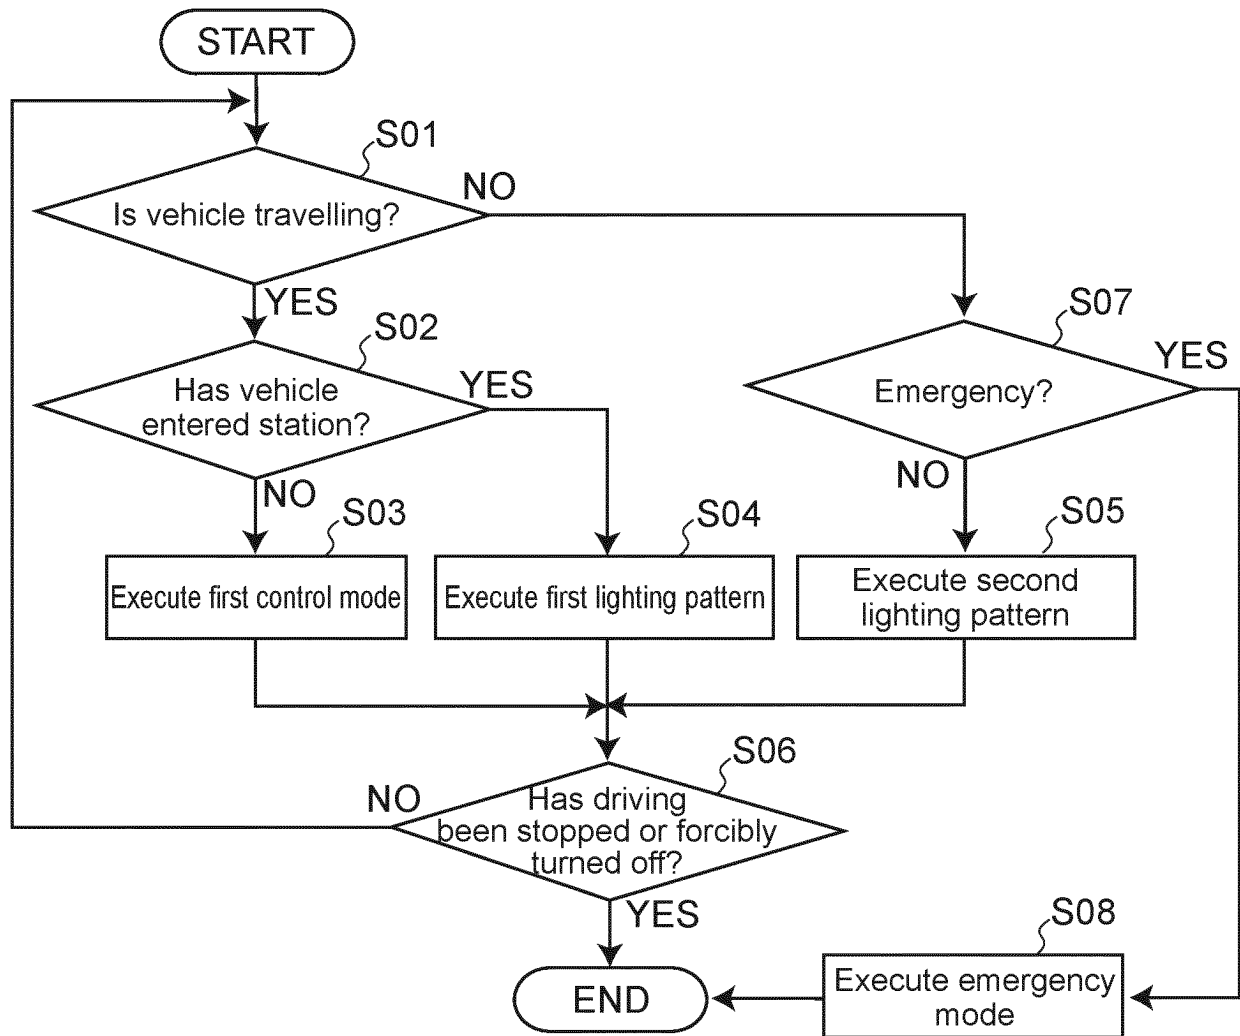 START
S01
Is vehicle travelling?
NO
YES
S02
Has vehicle
entered station?
YES
NO
S07
Emergency?
YES
NO
S03
Execute first control mode
S04
Execute first lighting pattern
S05
Execute second
lighting pattern
S06
Has driving
been stopped or forcibly
turned off?
NO
YES
END
S08
Execute emergency
mode